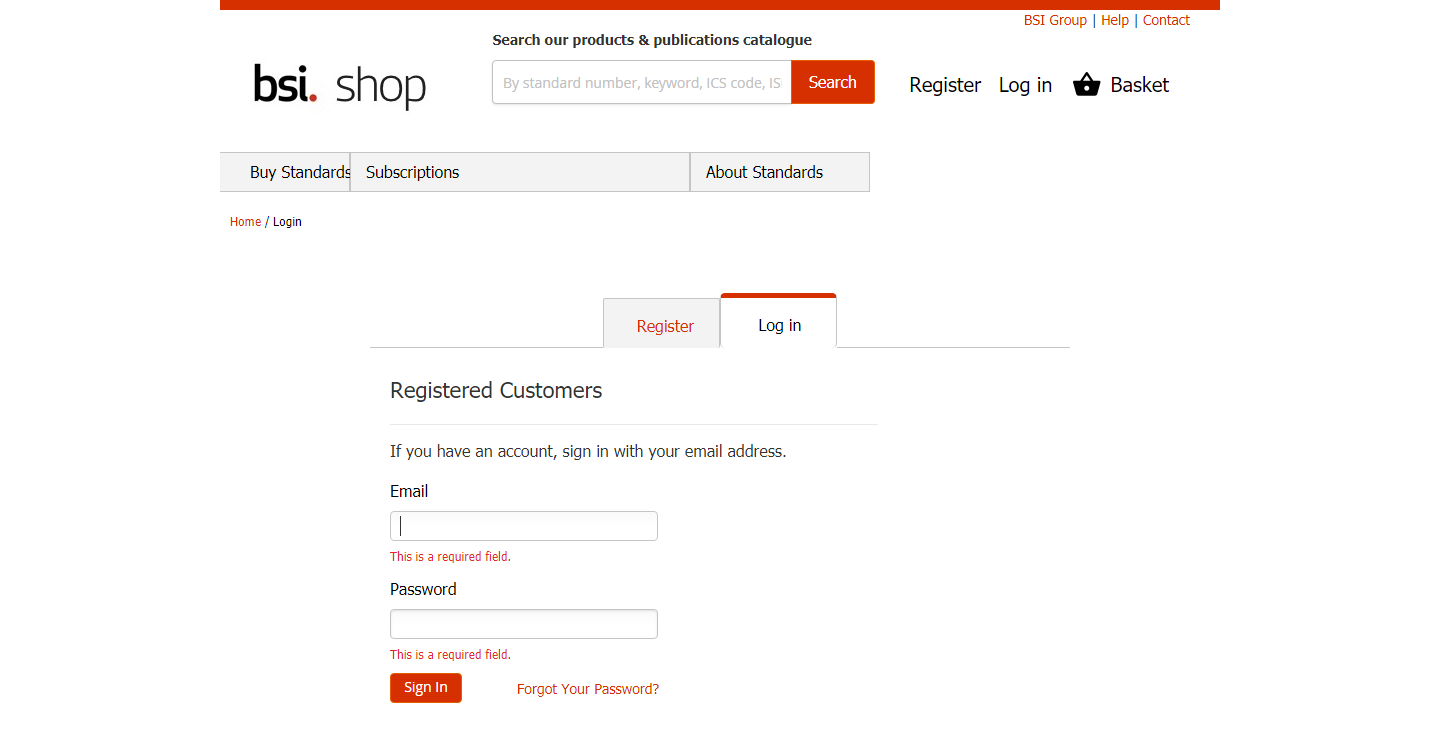 BSI Group | Help | Contact
Search our products & publications catalogue
bsi. shop
By standard number, keyword, ICS code, IS
Search
Register
Log in
Basket
Buy Standards
Subscriptions
About Standards
Home / Login
Register
Log in
Registered Customers
If you have an account, sign in with your email address.
Email
This is a required field.
Password
This is a required field.
Sign In
Forgot Your Password?